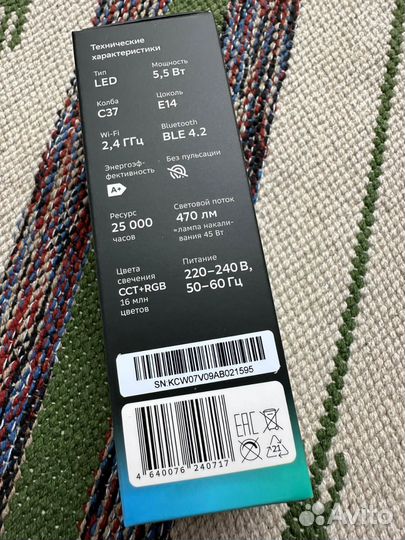 Технические
характеристики
Тип
LED
Мощность
5,5 Вт
Колба
C37
Цоколь
E14
Wi-Fi
2,4 ГГц
Bluetooth
BLE 4.2
Энергоэф-
фективность
A+
Без пульсации
Ресурс
25 000
часов
Световой поток
470 лм
=лампа накали-
вания 45 Вт
Цвета
свечения
CCT+RGB
16 млн
цветов
Питание
220–240 В,
50–60 Гц
SN:KCW07V09AB021595
4 640076 240717
EAC
21
Avito